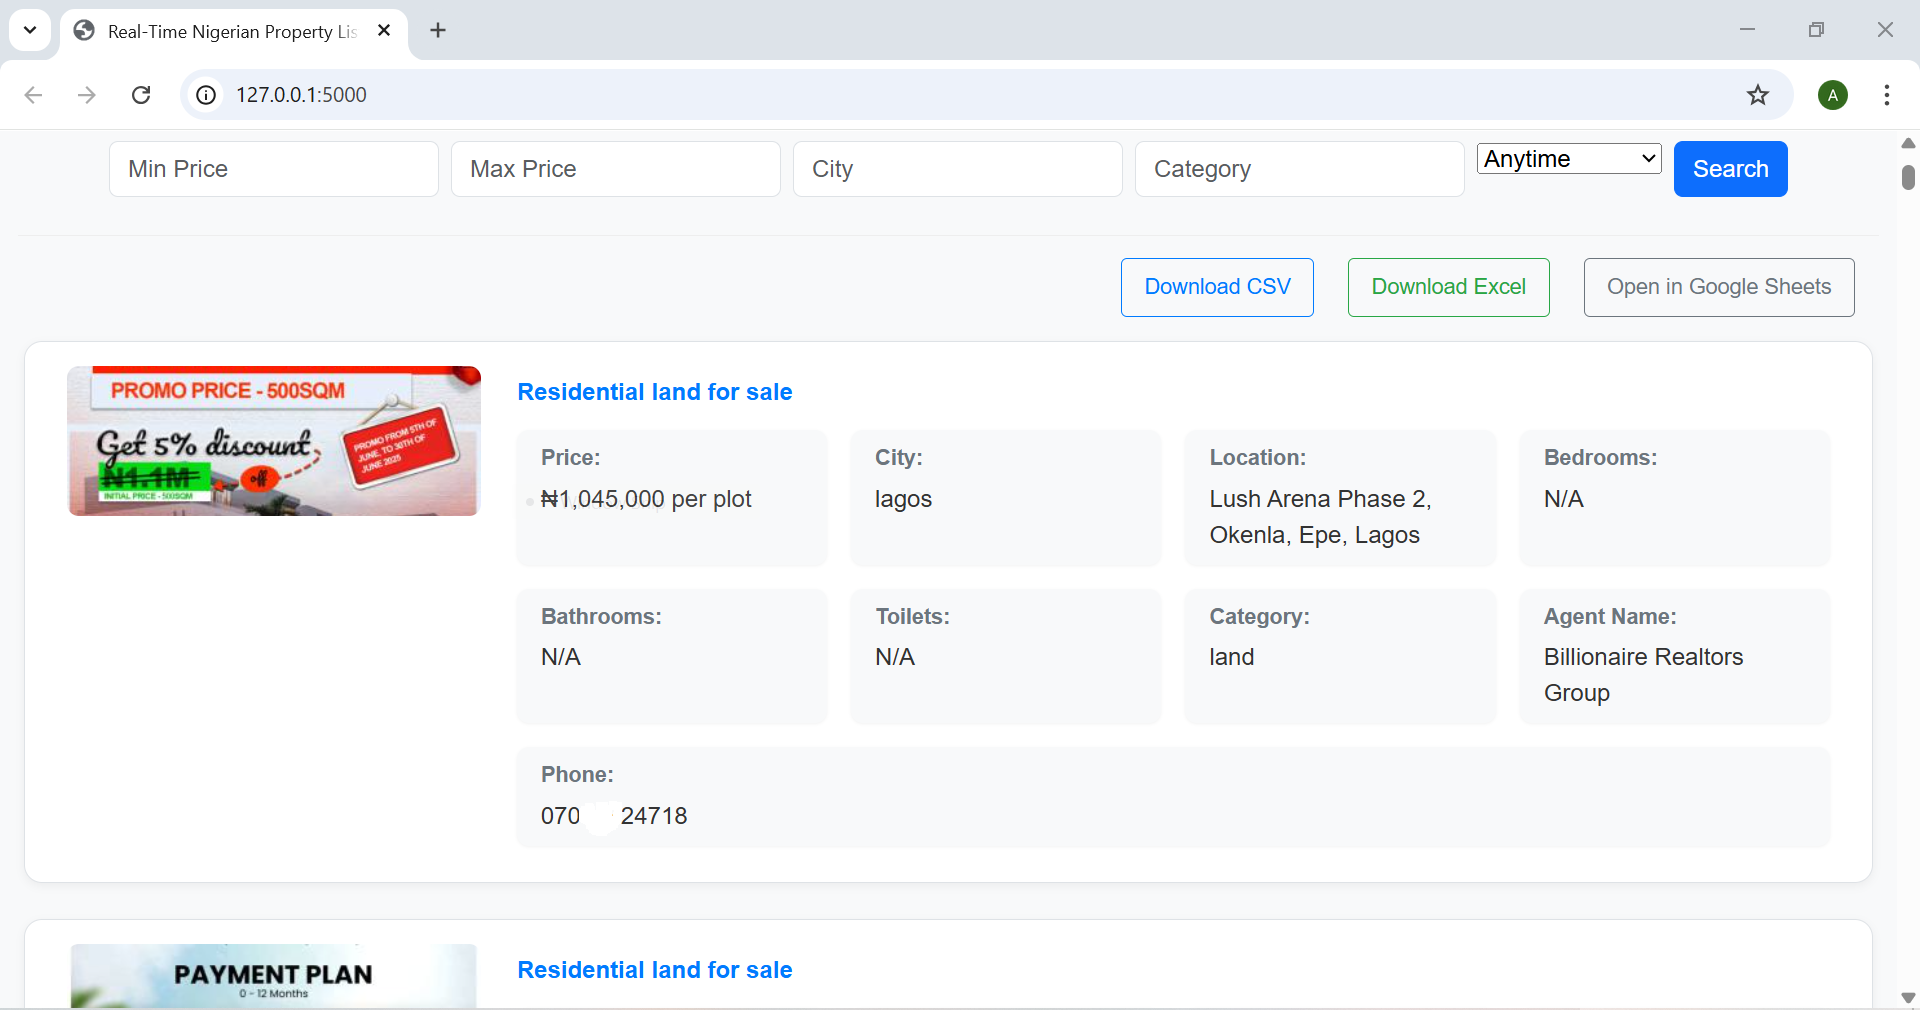 Real-Time Nigerian Property Lis
127.0.0.1:5000
A
Min Price
Max Price
City
Category
Anytime
Search
Download CSV
Download Excel
Open in Google Sheets
PROMO PRICE - 500SQM
Get 5% discount
off
₦1.1M
INITIAL PRICE - 500SQM
PROMO FROM 5TH OF
JUNE, TO 30TH OF
JUNE 2025
Residential land for sale
Price:
₦1,045,000 per plot
City:
lagos
Location:
Lush Arena Phase 2,
Okenla, Epe, Lagos
Bedrooms:
N/A
Bathrooms:
N/A
Toilets:
N/A
Category:
land
Agent Name:
Billionaire Realtors
Group
Phone:
070 24718
PAYMENT PLAN
0 - 12 Months
Residential land for sale